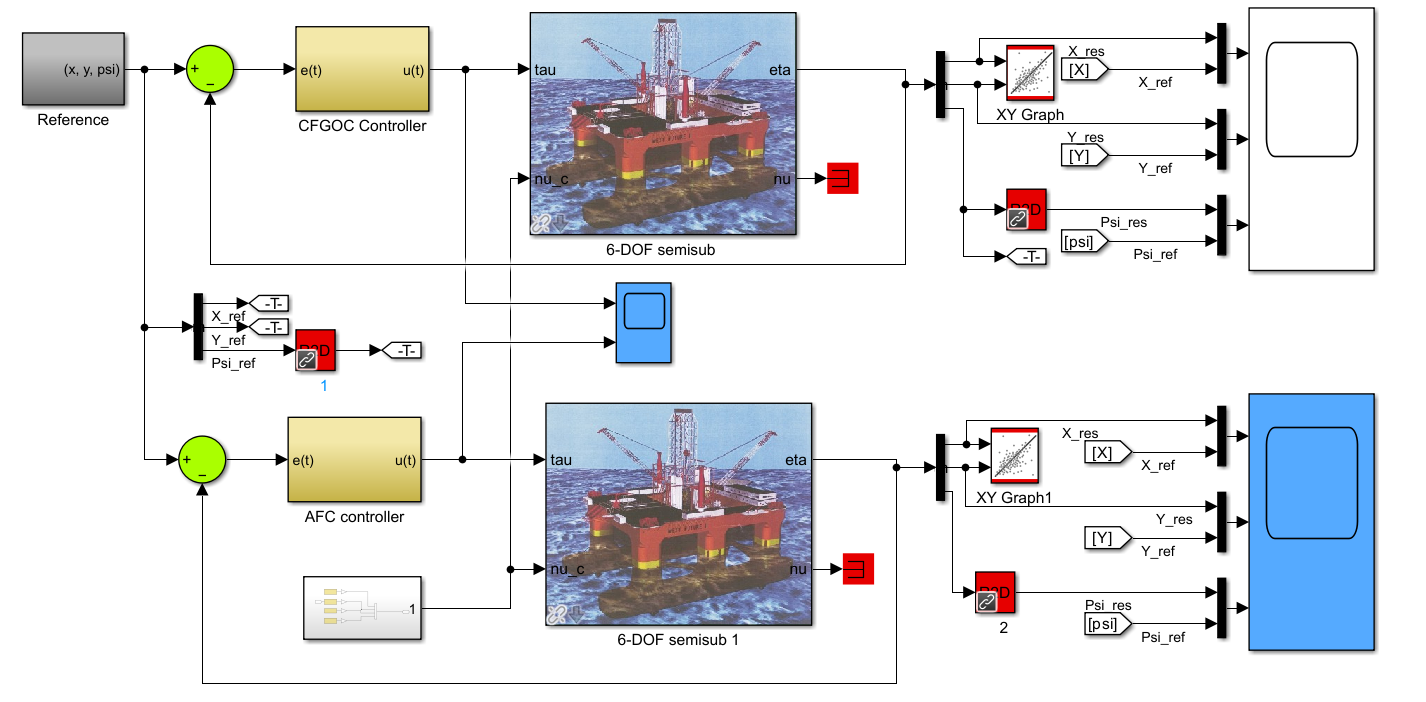 (x, y, psi)
Reference
+
−
e(t)
u(t)
CFGOC Controller
tau
eta
nu_c
nu
6-DOF semisub
XY Graph
X_res
[X]
X_ref
Y_res
[Y]
Y_ref
Psi_res
[psi]
Psi_ref
-T-
-T-
X_ref
-T-
Y_ref
Psi_ref
-T-
1
+
−
e(t)
u(t)
AFC controller
1
tau
eta
nu_c
nu
6-DOF semisub 1
XY Graph1
X_res
[X]
X_ref
Y_res
[Y]
Y_ref
2
Psi_res
[psi]
Psi_ref